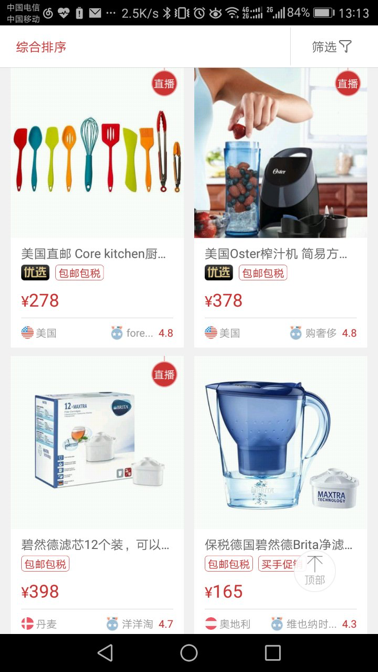 中国电信
中国移动
2.5K/s
84%
13:13
综合排序
筛选
直播
直播
Oster
美国直邮 Core kitchen厨...
美国Oster榨汁机 简易方...
优选 包邮包税
优选 包邮包税
¥278
¥378
美国 fore... 4.8
美国 购奢侈 4.8
直播
12-MAXTRA
BRITA
MAXTRA
TECHNOLOGY
碧然德滤芯12个装，可以...
保税德国碧然德Brita净滤...
包邮包税
包邮包税 买手促
顶部
¥398
¥165
丹麦 洋洋淘 4.7
奥地利 维也纳时... 4.3